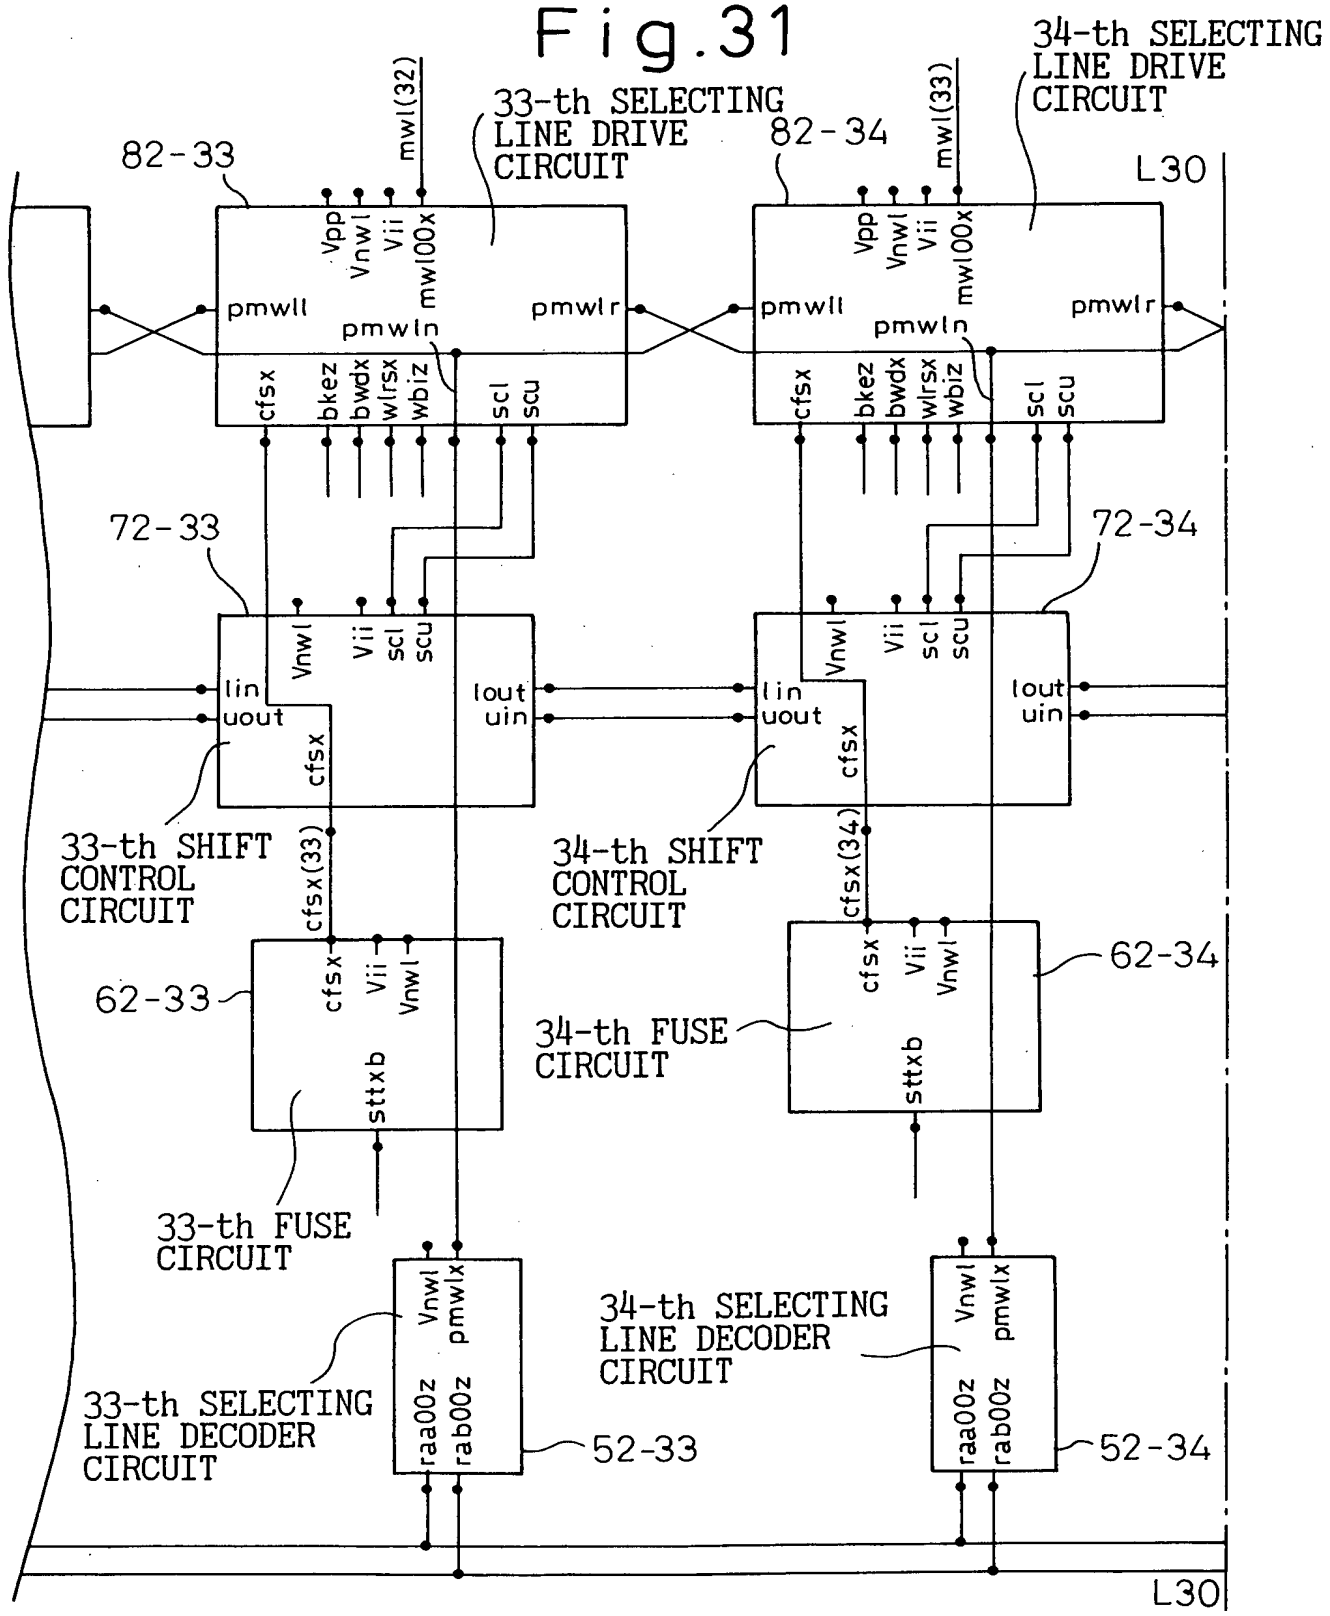 Fig.31
34-th SELECTING
LINE DRIVE
CIRCUIT
33-th SELECTING
LINE DRIVE
CIRCUIT
mwl(32)
mwl(33)
82-33
82-34
L30
Vpp
Vnwl
Vii
mwl00x
pmwll
pmwlr
pmwln
cfsx
bkez
bwdx
wlrsx
wbiz
scl
scu
Vpp
Vnwl
Vii
mwl00x
pmwll
pmwlr
pmwln
cfsx
bkez
bwdx
wlrsx
wbiz
scl
scu
72-33
72-34
Vnwl
Vii
scl
scu
lin
uout
lout
uin
cfsx
Vnwl
Vii
scl
scu
lin
uout
lout
uin
cfsx
33-th SHIFT
CONTROL
CIRCUIT
cfsx(33)
34-th SHIFT
CONTROL
CIRCUIT
cfsx(34)
62-33
cfsx
Vii
Vnwl
sttxb
34-th FUSE
CIRCUIT
cfsx
Vii
Vnwl
sttxb
62-34
33-th FUSE
CIRCUIT
Vnwl
pmwlx
raa00z
rab00z
34-th SELECTING
LINE DECODER
CIRCUIT
Vnwl
pmwlx
raa00z
rab00z
33-th SELECTING
LINE DECODER
CIRCUIT
52-33
52-34
L30